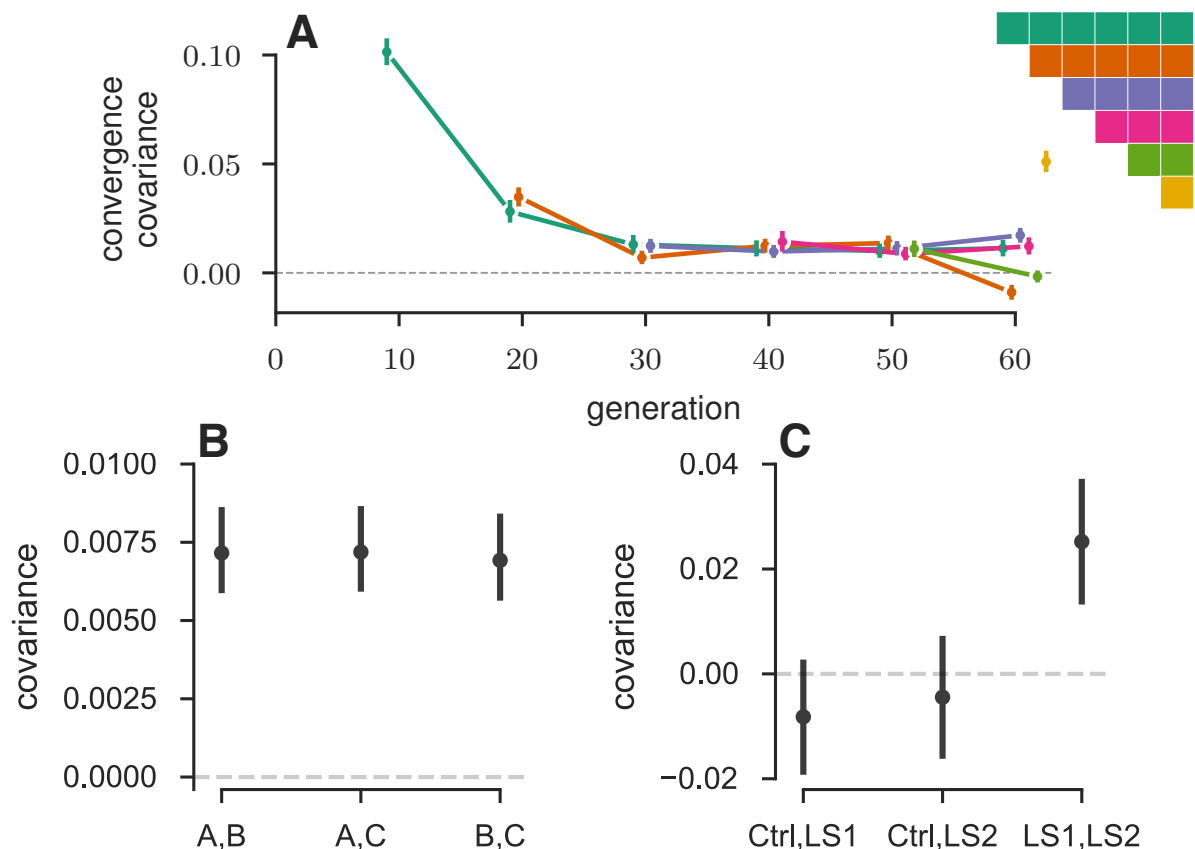 A
0.10
0.05
0.00
convergence
covariance
0 10 20 30 40 50 60
generation
B
0.0100
0.0075
0.0050
0.0025
0.0000
covariance
A,B A,C B,C
C
0.04
0.02
0.00
−0.02
covariance
Ctrl,LS1 Ctrl,LS2 LS1,LS2